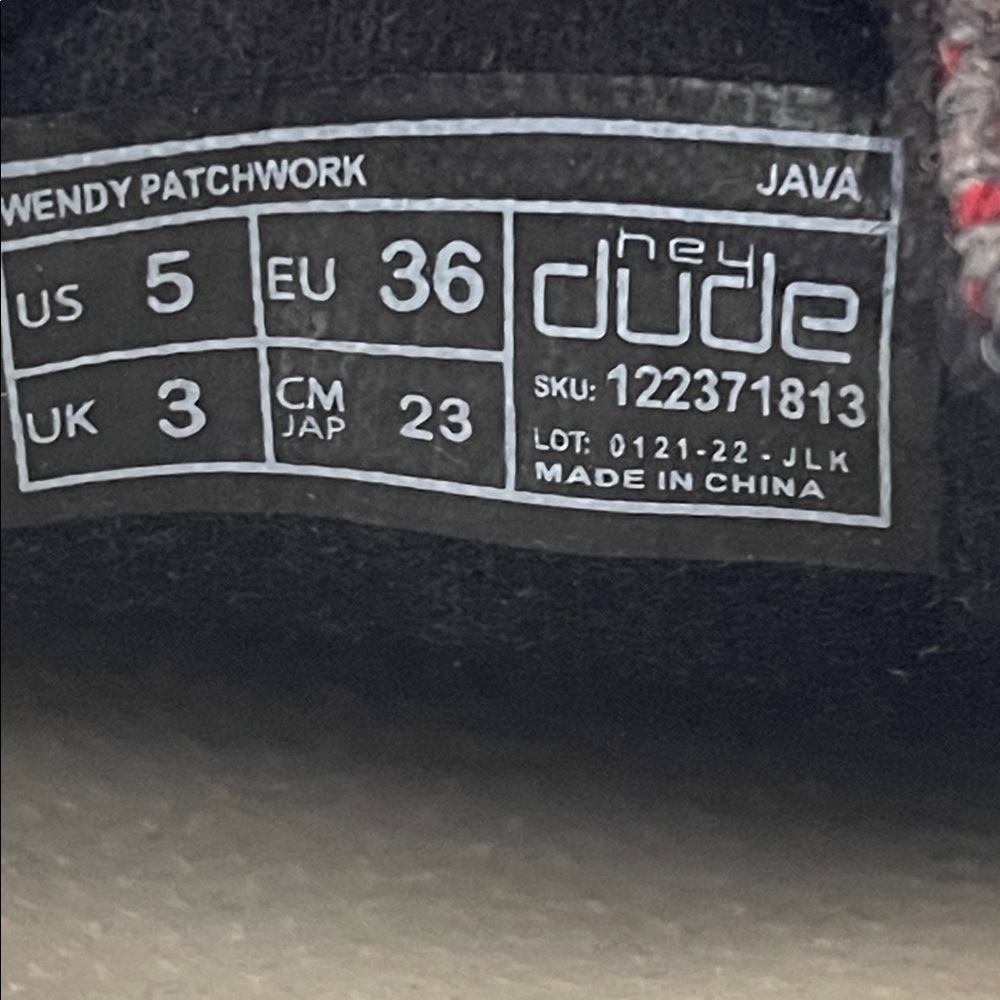 WENDY PATCHWORK JAVA
US 5 EU 36
UK 3 CM JAP 23
hey
dude
SKU: 122371813
LOT: 0121-22-JLK
MADE IN CHINA